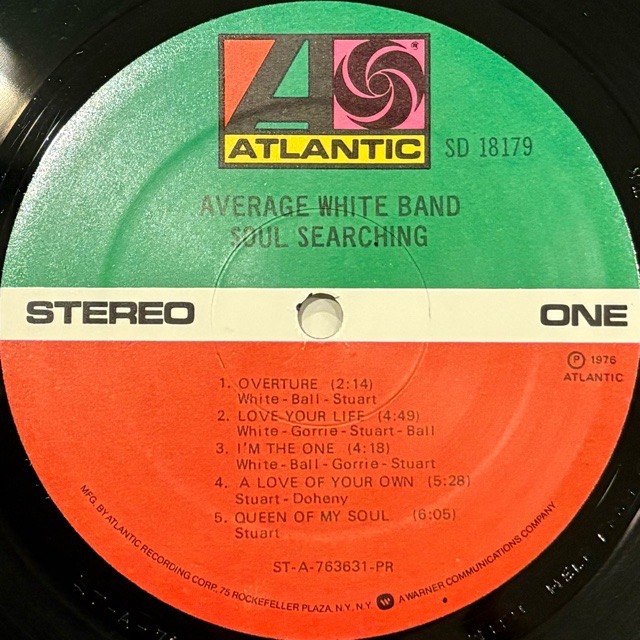 ATLANTIC
SD 18179
AVERAGE WHITE BAND
SOUL SEARCHING
STEREO
ONE
Ⓟ 1976
ATLANTIC
1. OVERTURE (2:14)
White-Ball-Stuart
2. LOVE YOUR LIFE (4:49)
White-Gorrie-Stuart-Ball
3. I'M THE ONE (4:18)
White-Ball-Gorrie-Stuart
4. A LOVE OF YOUR OWN (5:28)
Stuart-Doheny
5. QUEEN OF MY SOUL (6:05)
Stuart
ST-A-763631-PR
MFG. BY ATLANTIC RECORDING CORP. 75 ROCKEFELLER PLAZA, N.Y. N.Y. A WARNER COMMUNICATIONS COMPANY